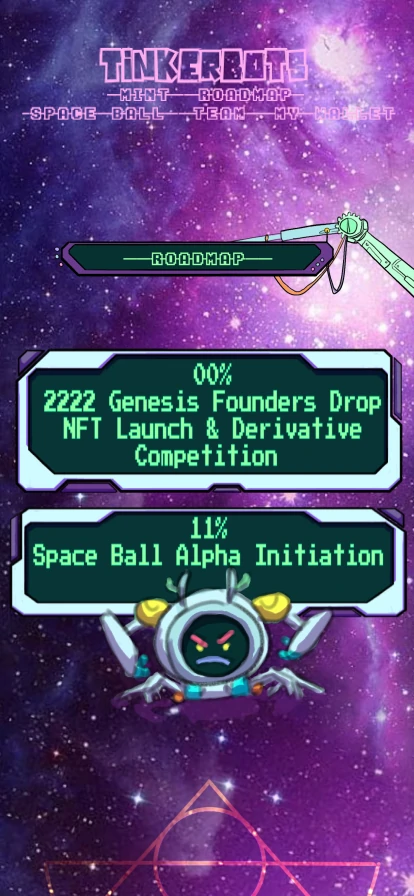 TiNKERBOTS
MINT ROADMAP
SPACE BALL TEAM MY WALLET
ROADMAP
00%
2222 Genesis Founders Drop
NFT Launch & Derivative
Competition
11%
Space Ball Alpha Initiation